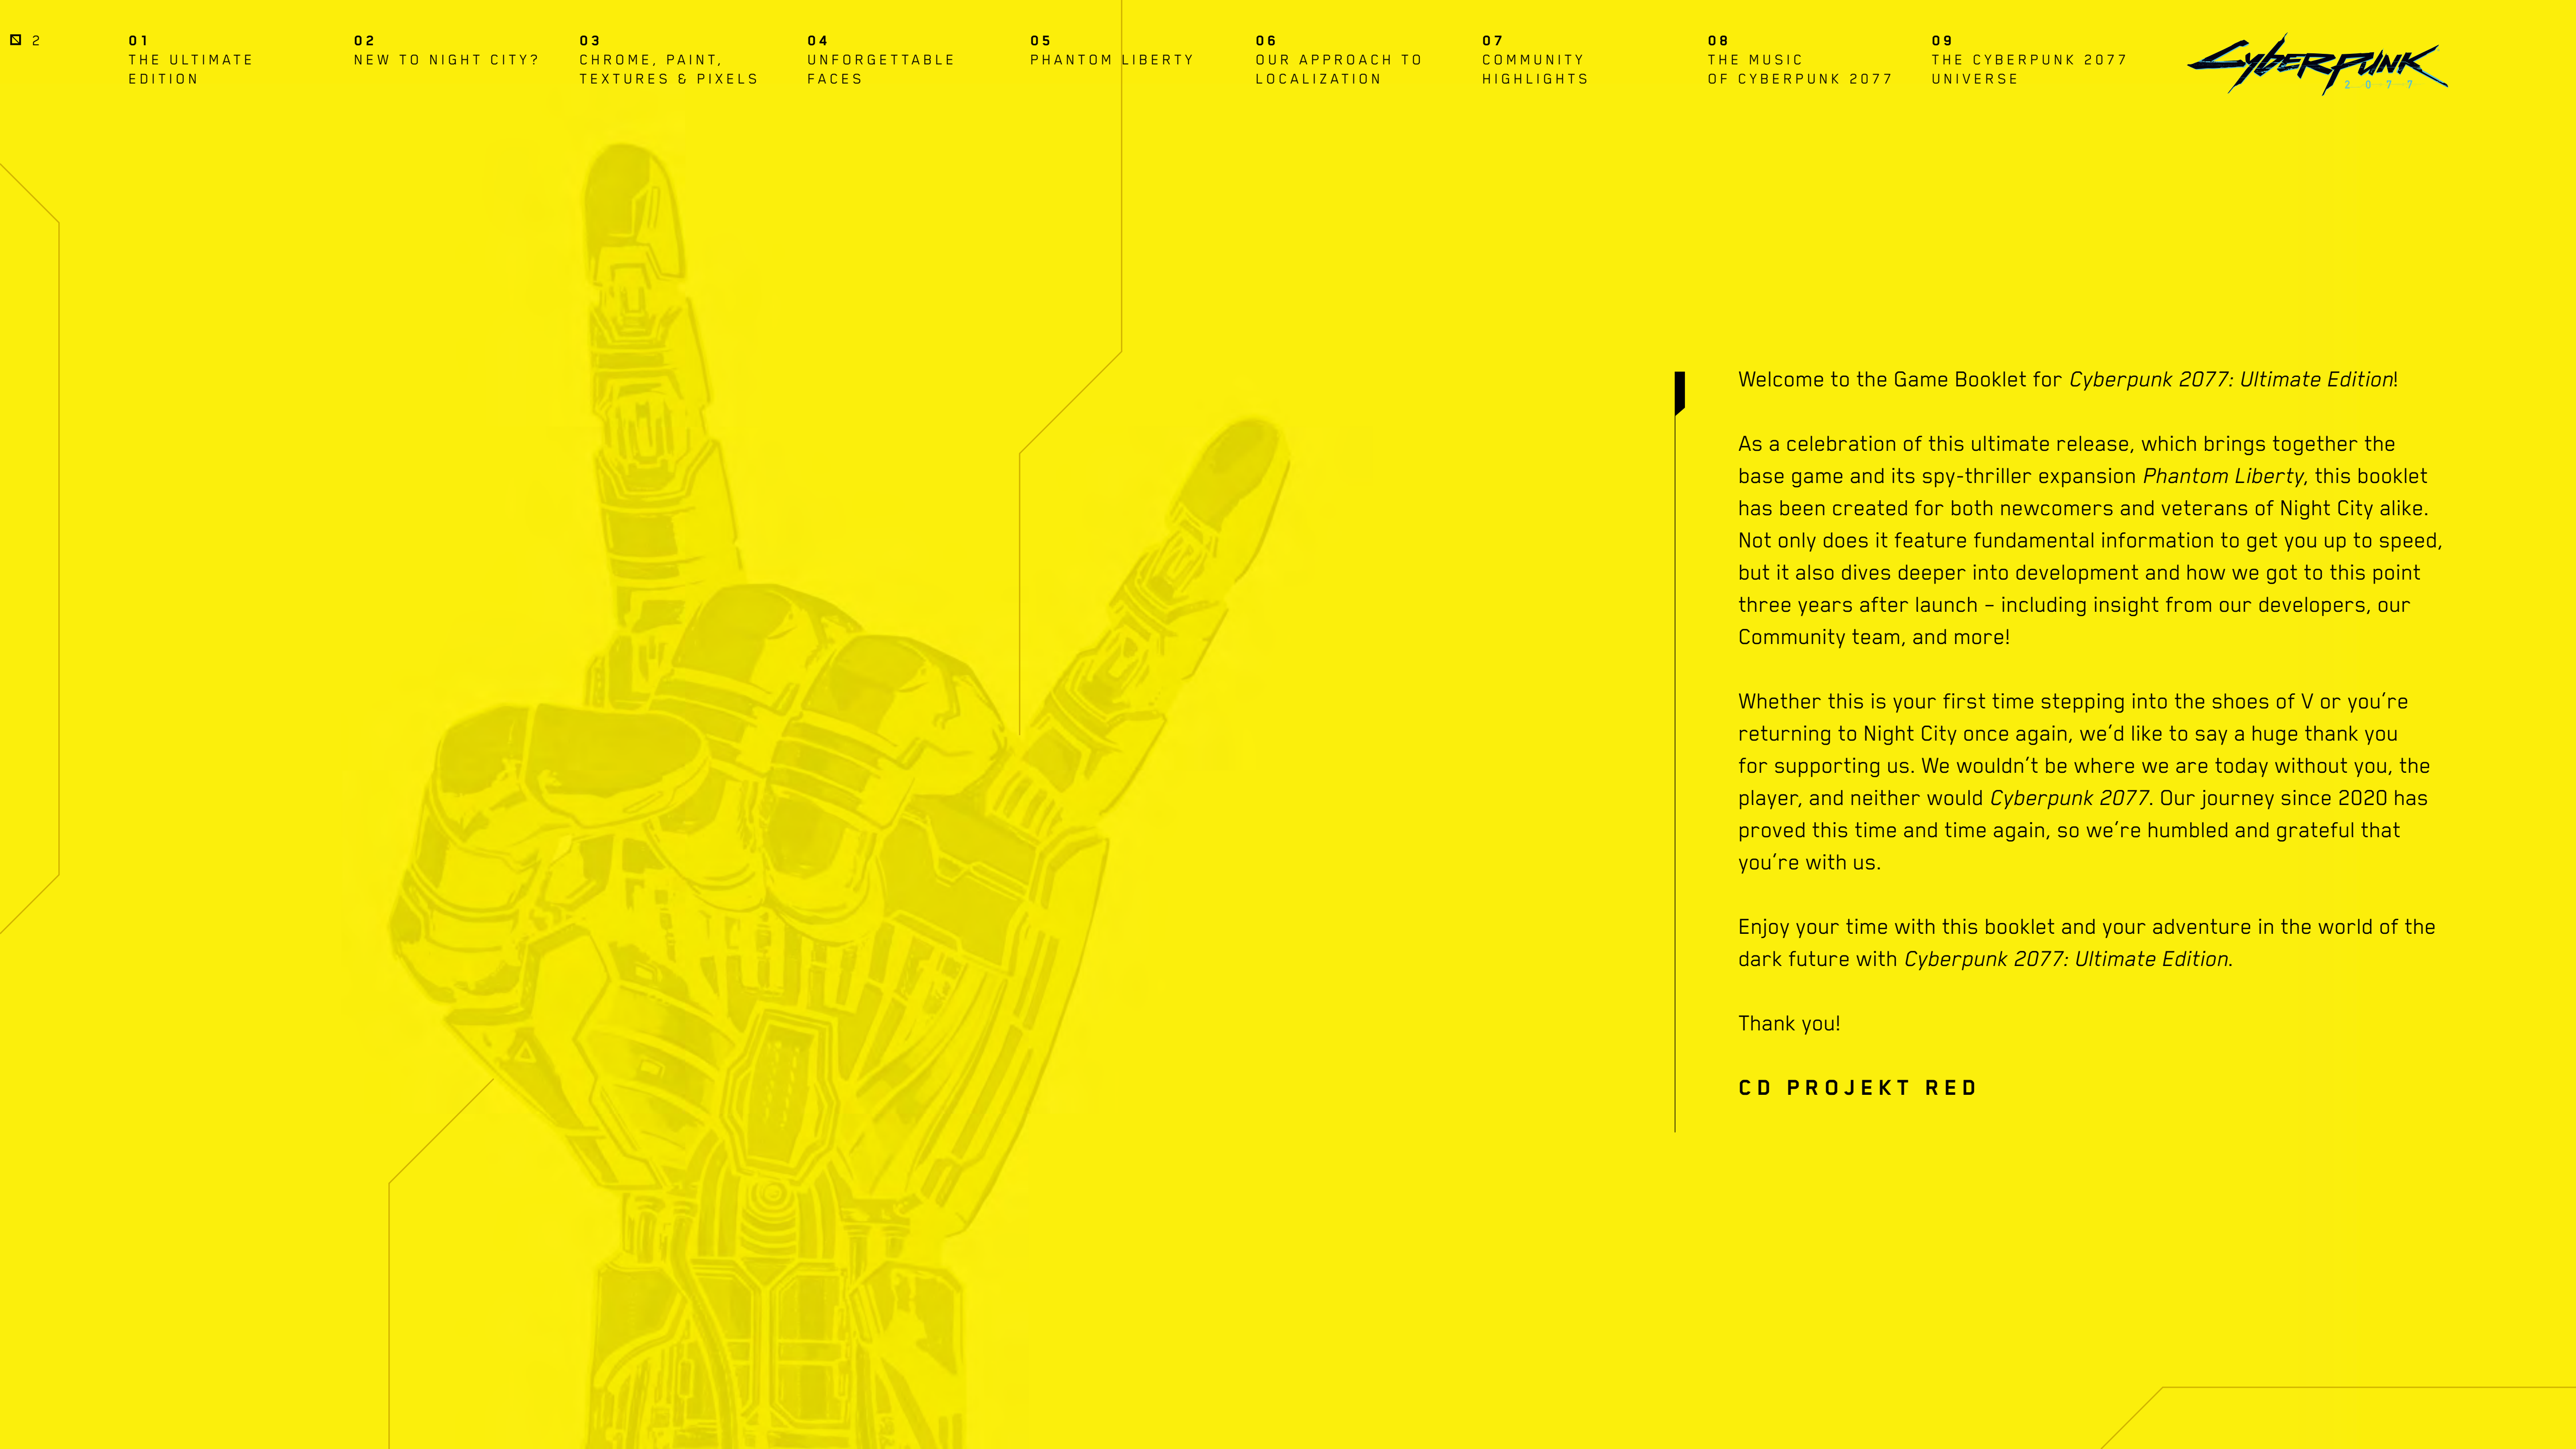 2
01
THE ULTIMATE
EDITION
02
NEW TO NIGHT CITY?
03
CHROME, PAINT,
TEXTURES & PIXELS
04
UNFORGETTABLE
FACES
05
PHANTOM LIBERTY
06
OUR APPROACH TO
LOCALIZATION
07
COMMUNITY
HIGHLIGHTS
08
THE MUSIC
OF CYBERPUNK 2077
09
THE CYBERPUNK 2077
UNIVERSE
CYBERPUNK
2077
Welcome to the Game Booklet for Cyberpunk 2077: Ultimate Edition!
As a celebration of this ultimate release, which brings together the
base game and its spy-thriller expansion Phantom Liberty, this booklet
has been created for both newcomers and veterans of Night City alike.
Not only does it feature fundamental information to get you up to speed,
but it also dives deeper into development and how we got to this point
three years after launch – including insight from our developers, our
Community team, and more!
Whether this is your first time stepping into the shoes of V or you’re
returning to Night City once again, we’d like to say a huge thank you
for supporting us. We wouldn’t be where we are today without you, the
player, and neither would Cyberpunk 2077. Our journey since 2020 has
proved this time and time again, so we’re humbled and grateful that
you’re with us.
Enjoy your time with this booklet and your adventure in the world of the
dark future with Cyberpunk 2077: Ultimate Edition.
Thank you!
CD PROJEKT RED